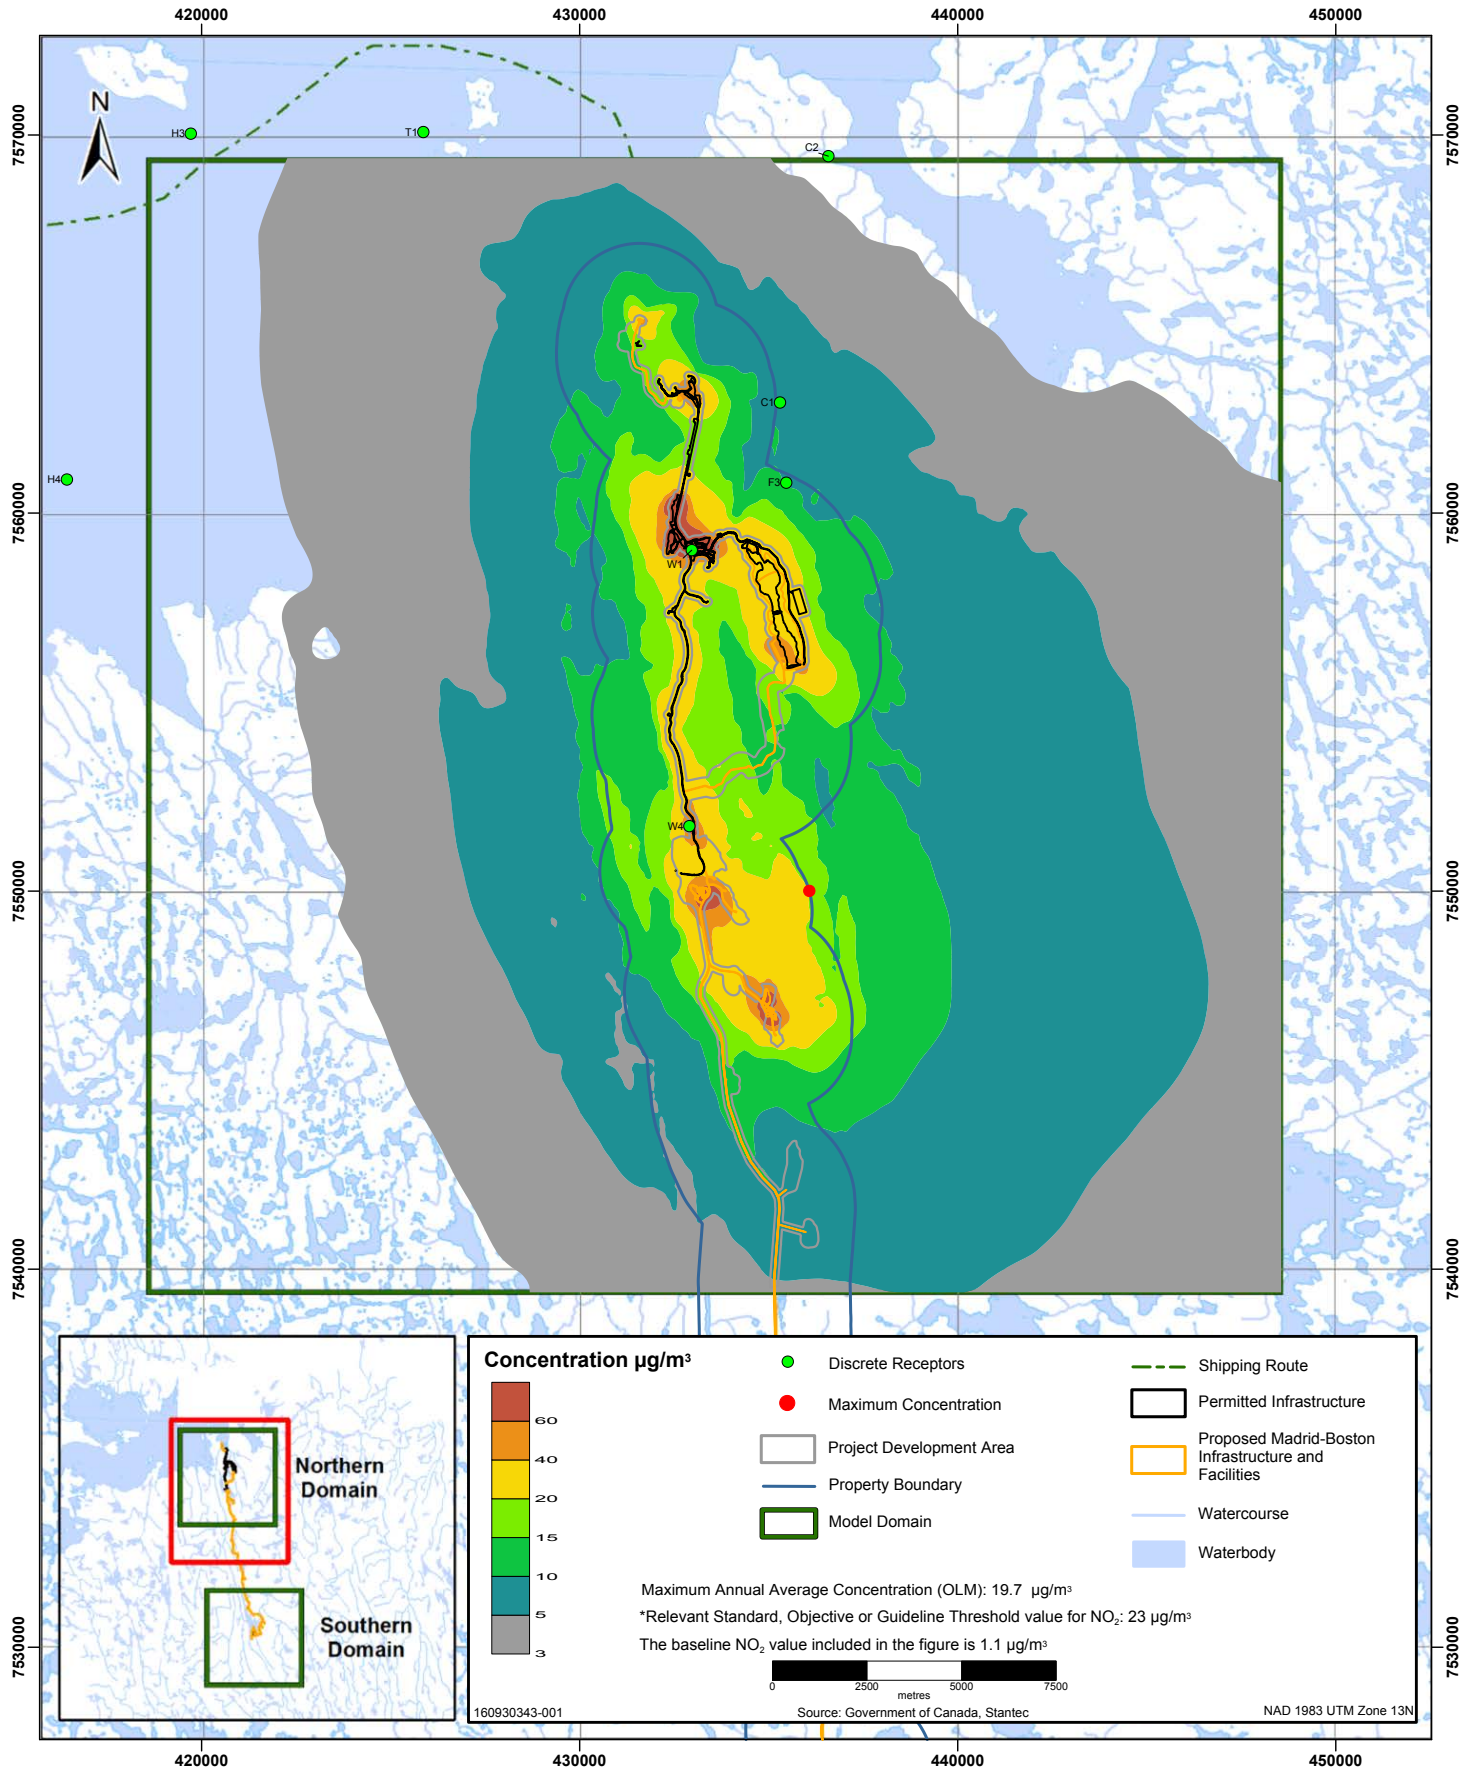 420000
430000
440000
450000
N
7570000
7570000
H3
T1
C2
C1
H4
F3
7560000
7560000
W1
W4
7550000
7550000
7540000
7540000
Concentration µg/m³
60
40
20
15
10
5
3
Discrete Receptors
Maximum Concentration
Project Development Area
Property Boundary
Model Domain
Shipping Route
Permitted Infrastructure
Proposed Madrid-Boston
Infrastructure and
Facilities
Watercourse
Waterbody
Northern
Domain
Southern
Domain
Maximum Annual Average Concentration (OLM): 19.7 µg/m³
*Relevant Standard, Objective or Guideline Threshold value for NO₂: 23 µg/m³
The baseline NO₂ value included in the figure is 1.1 µg/m³
7530000
7530000
0 2500 5000 7500
metres
160930343-001
Source: Government of Canada, Stantec
NAD 1983 UTM Zone 13N
420000
430000
440000
450000